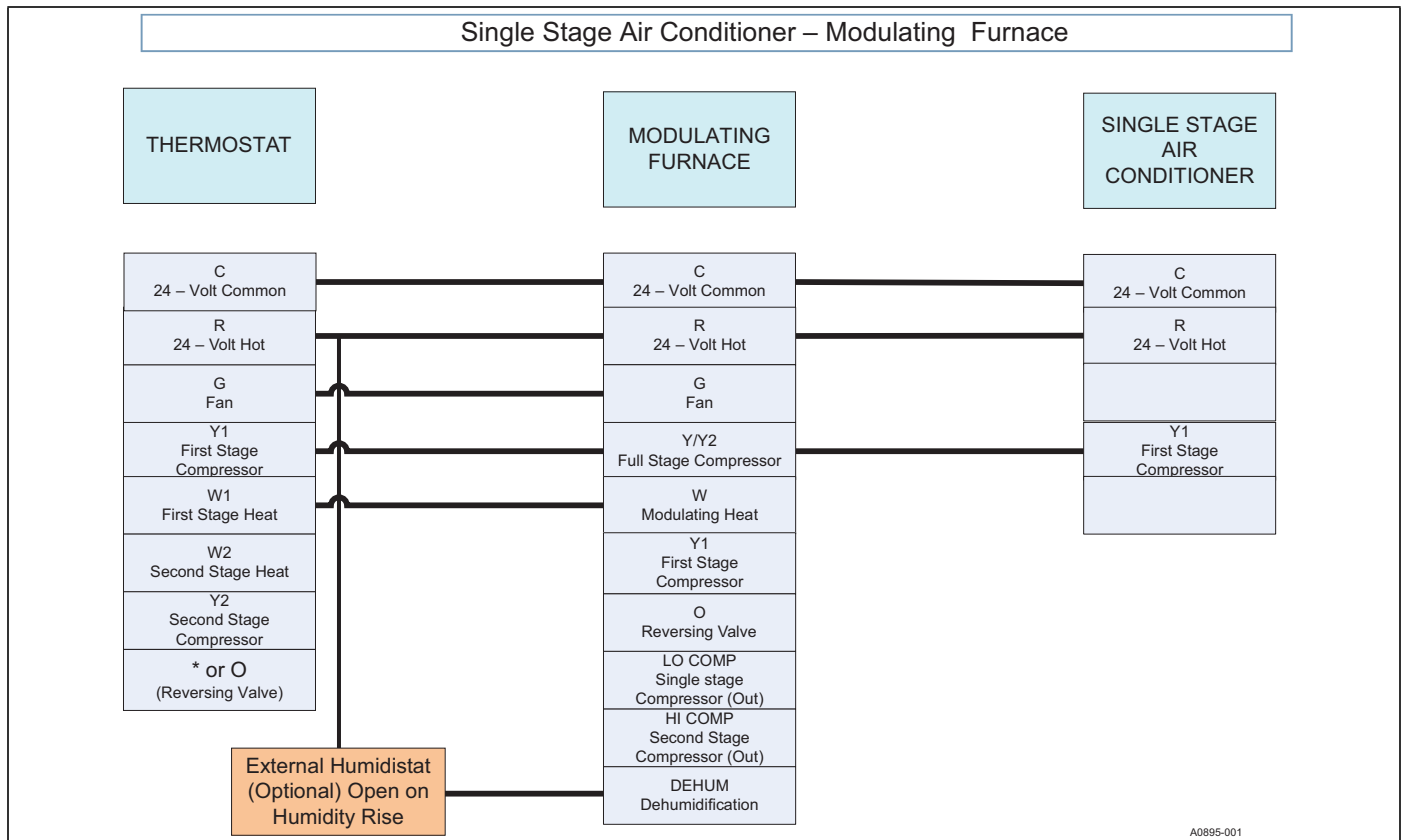 Single Stage Air Conditioner – Modulating  Furnace
THERMOSTAT
MODULATING
FURNACE
SINGLE STAGE
AIR
CONDITIONER
C
24 – Volt Common
R
24 – Volt Hot
G
Fan
Y1
First Stage
Compressor
W1
First Stage Heat
W2
Second Stage Heat
Y2
Second Stage
Compressor
* or O
(Reversing Valve)
C
24 – Volt Common
R
24 – Volt Hot
G
Fan
Y/Y2
Full Stage Compressor
W
Modulating Heat
Y1
First Stage
Compressor
O
Reversing Valve
LO COMP
Single stage
Compressor (Out)
HI COMP
Second Stage
Compressor (Out)
DEHUM
Dehumidification
C
24 – Volt Common
R
24 – Volt Hot
Y1
First Stage
Compressor
External Humidistat
(Optional) Open on
Humidity Rise
A0895-001